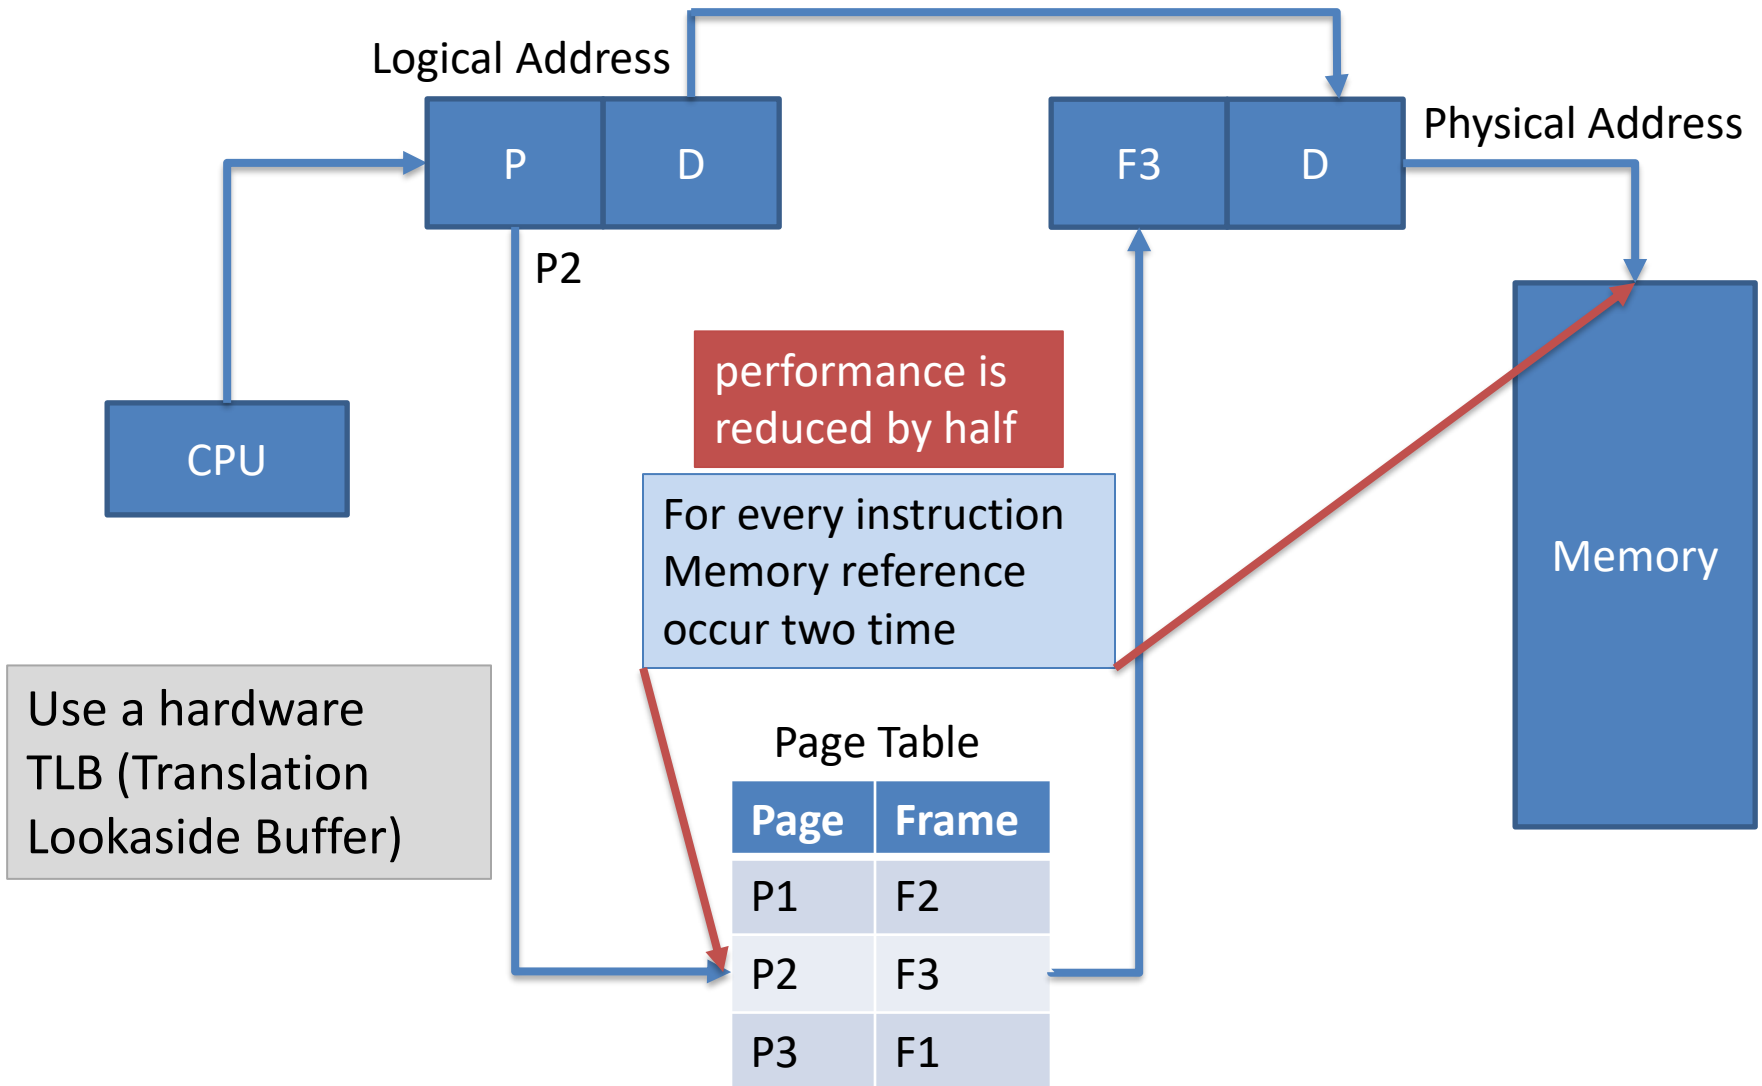 Logical Address
P D
F3 D
Physical Address
P2
CPU
performance is
reduced by half
For every instruction
Memory reference
occur two time
Memory
Use a hardware
TLB (Translation
Lookaside Buffer)
Page Table
Page Frame
P1 F2
P2 F3
P3 F1